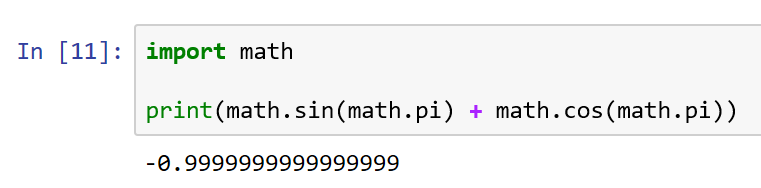 In [11]: import math
print(math.sin(math.pi) + math.cos(math.pi))
-0.9999999999999999